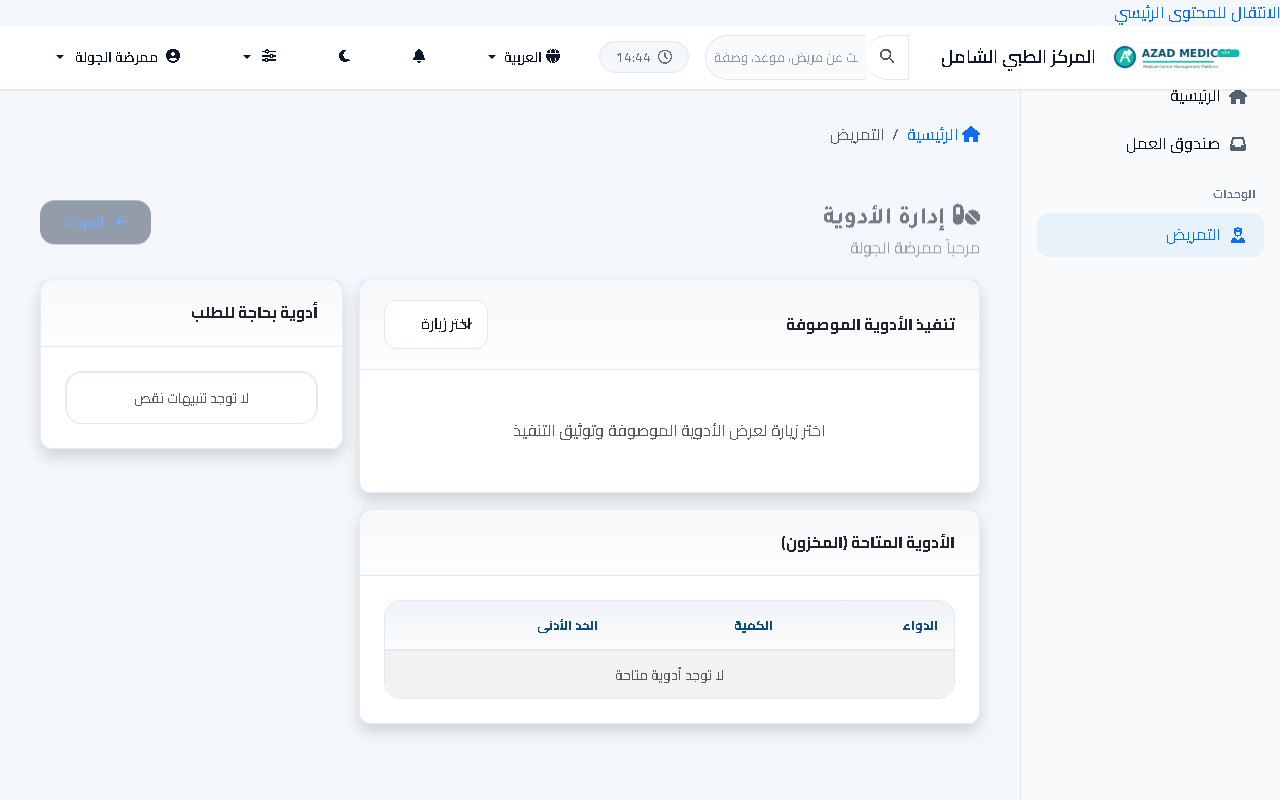 الانتقال للمحتوى الرئيسي
AZAD MEDIC
Medical Centre Management Platform
المركز الطبي الشامل
14:44
العربية
ممرضة الجولة
الرئيسية
صندوق العمل
الوحدات
التمريض
الرئيسية / التمريض
إدارة الأدوية
مرحباً ممرضة الجولة
العودة
تنفيذ الأدوية الموصوفة
اختر زيارة
اختر زيارة لعرض الأدوية الموصوفة وتوثيق التنفيذ
أدوية بحاجة للطلب
لا توجد تنبيهات نقص
الأدوية المتاحة (المخزون)
الدواء الكمية الحد الأدنى
لا توجد أدوية متاحة